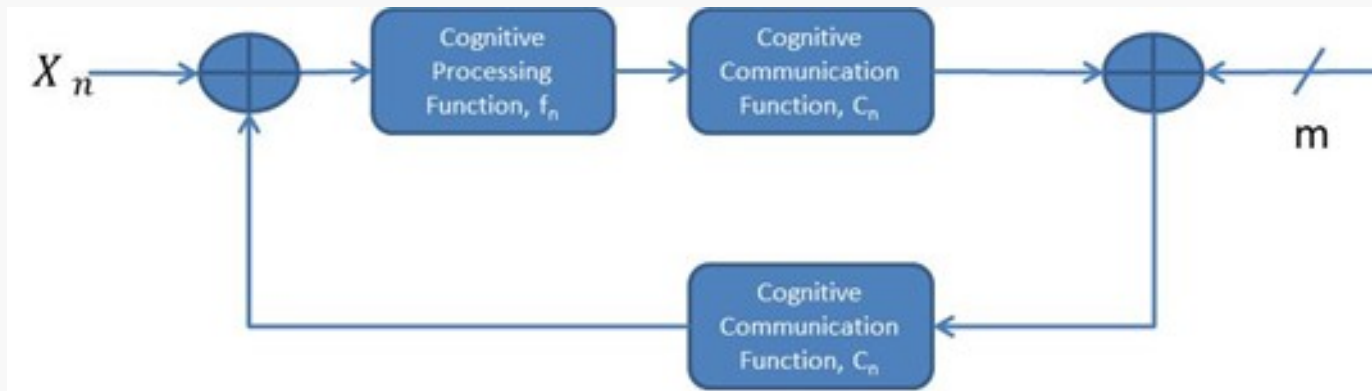 X n
Cognitive
Processing
Function, fn
Cognitive
Communication
Function, Cn
m
Cognitive
Communication
Function, Cn